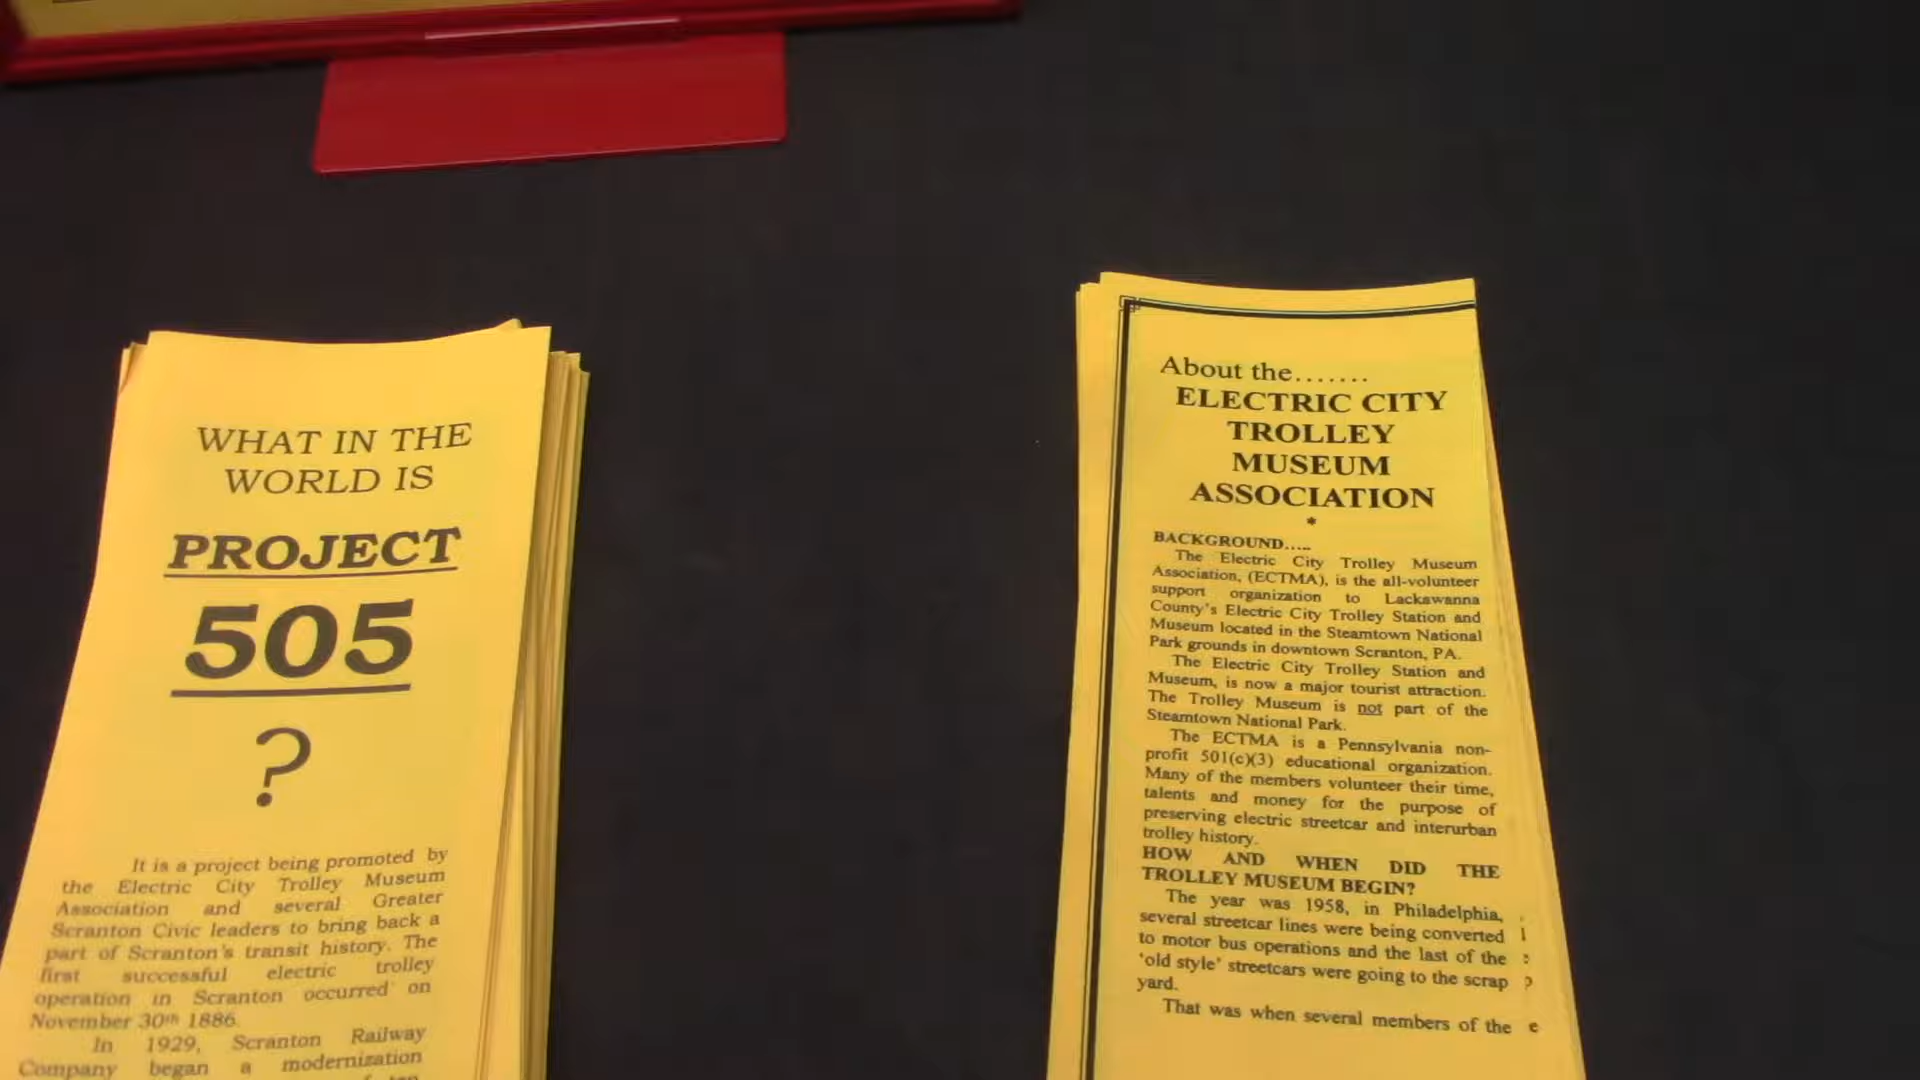 WHAT IN THE
WORLD IS
PROJECT
505
?
It is a project being promoted by
the Electric City Trolley Museum
Association and several Greater
Scranton Civic leaders to bring back a
part of Scranton's transit history. The
first successful electric trolley
operation in Scranton occurred on
November 30th 1886.
In 1929, Scranton Railway
Company began a modernization
About the.......
ELECTRIC CITY
TROLLEY
MUSEUM
ASSOCIATION
*
BACKGROUND.....
The Electric City Trolley Museum
Association, (ECTMA), is the all-volunteer
support organization to Lackawanna
County's Electric City Trolley Station and
Museum located in the Steamtown National
Park grounds in downtown Scranton, PA.
The Electric City Trolley Station and
Museum, is now a major tourist attraction.
The Trolley Museum is not part of the
Steamtown National Park.
The ECTMA is a Pennsylvania non-
profit 501(c)(3) educational organization.
Many of the members volunteer their time,
talents and money for the purpose of
preserving electric streetcar and interurban
trolley history.
HOW AND WHEN DID THE
TROLLEY MUSEUM BEGIN?
The year was 1958, in Philadelphia,
several streetcar lines were being converted
to motor bus operations and the last of the
'old style' streetcars were going to the scrap
yard.
That was when several members of the